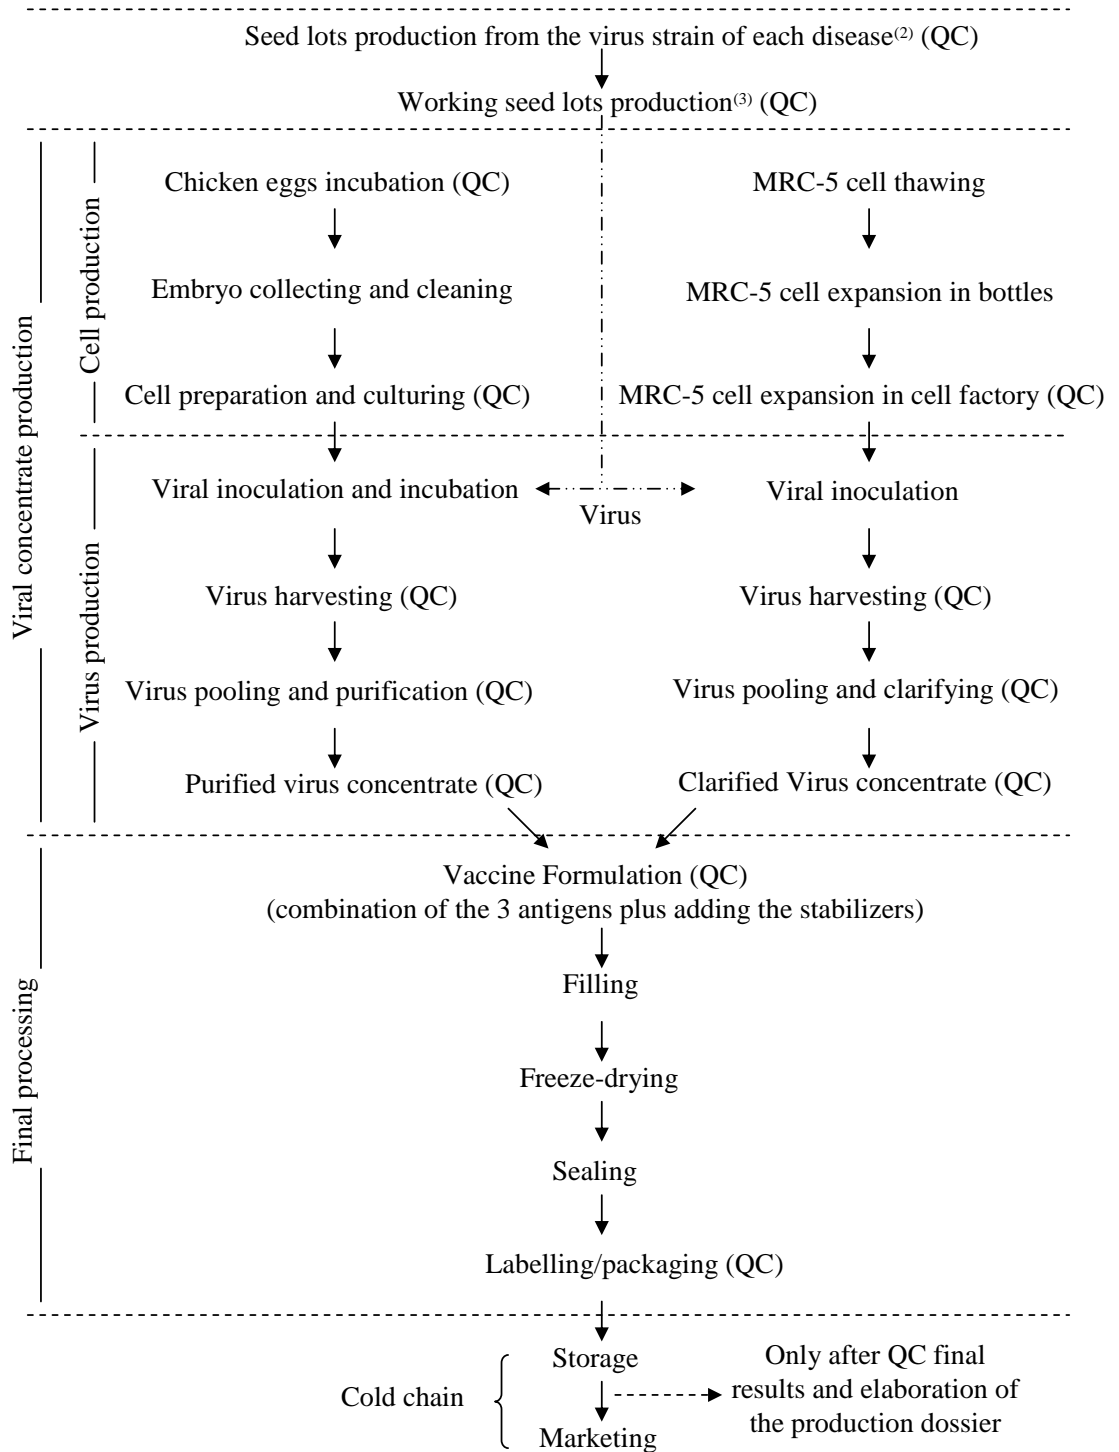 Seed lots production from the virus strain of each disease(2) (QC)
Working seed lots production(3) (QC)
Viral concentrate production
Cell production
Chicken eggs incubation (QC)
MRC-5 cell thawing
Embryo collecting and cleaning
MRC-5 cell expansion in bottles
Cell preparation and culturing (QC)
MRC-5 cell expansion in cell factory (QC)
Virus production
Viral inoculation and incubation
Virus
Viral inoculation
Virus harvesting (QC)
Virus harvesting (QC)
Virus pooling and purification (QC)
Virus pooling and clarifying (QC)
Purified virus concentrate (QC)
Clarified Virus concentrate (QC)
Final processing
Vaccine Formulation (QC)
(combination of the 3 antigens plus adding the stabilizers)
Filling
Freeze-drying
Sealing
Labelling/packaging (QC)
Cold chain
Storage
Marketing
Only after QC final
results and elaboration of
the production dossier